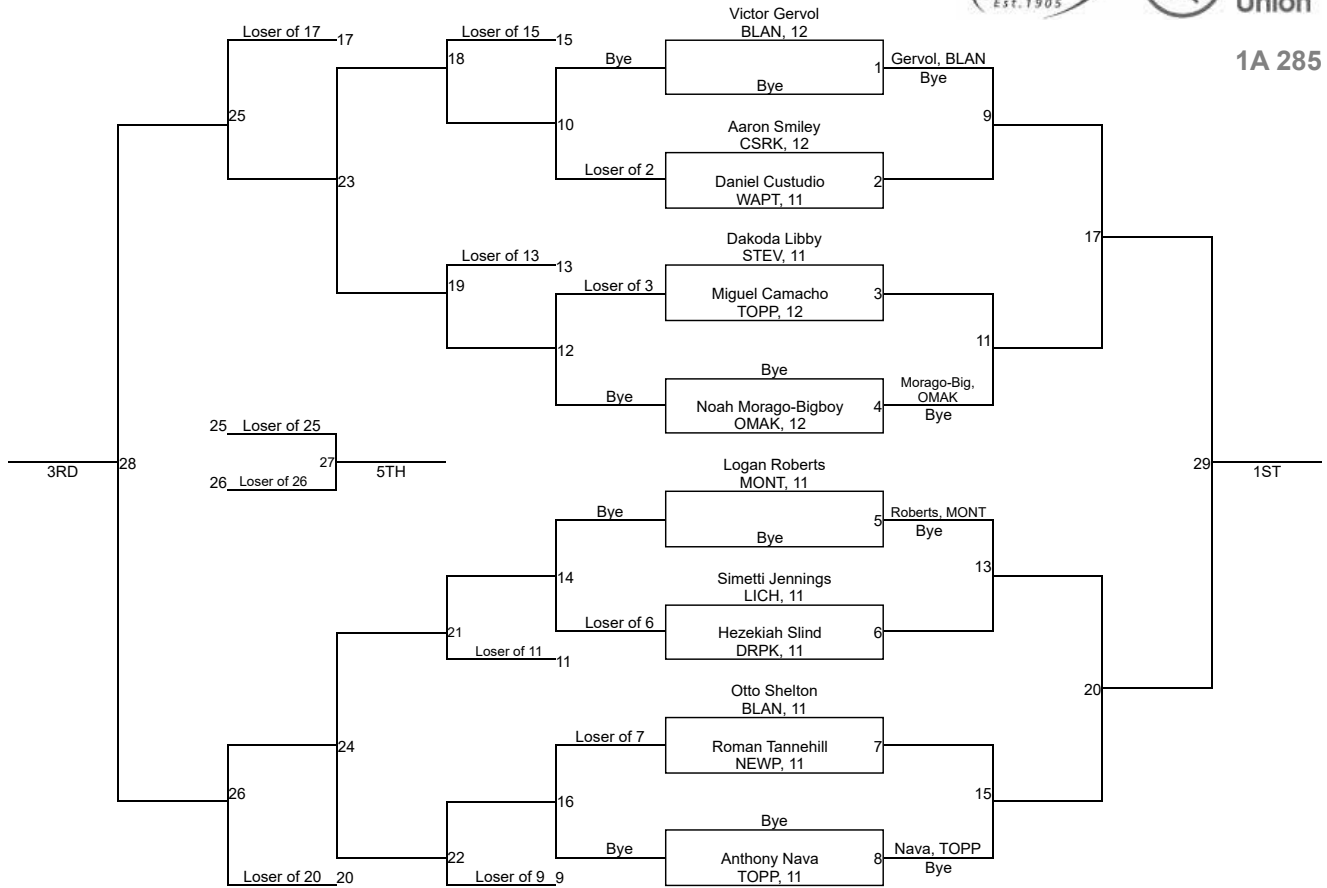 Est. 1905
Union
1A 285
Victor Gervol
BLAN, 12
Loser of 17
17
Loser of 15
15
18
Bye
Bye
1
Gervol, BLAN
Bye
25
10
9
Aaron Smiley
CSRK, 12
Loser of 2
Daniel Custudio
WAPT, 11
2
23
17
Dakoda Libby
STEV, 11
Loser of 13
13
19
Loser of 3
Miguel Camacho
TOPP, 12
3
12
11
Bye
Bye
Noah Morago-Bigboy
OMAK, 12
4
Morago-Big,
OMAK
Bye
25
Loser of 25
3RD
28
27
5TH
26
Loser of 26
29
1ST
Logan Roberts
MONT, 11
Bye
Bye
5
Roberts, MONT
Bye
14
13
Simetti Jennings
LICH, 11
21
Loser of 6
Hezekiah Slind
DRPK, 11
6
Loser of 11
11
20
Otto Shelton
BLAN, 11
24
Loser of 7
Roman Tannehill
NEWP, 11
7
26
16
15
Bye
22
Bye
Anthony Nava
TOPP, 11
8
Nava, TOPP
Bye
Loser of 20
20
Loser of 9
9